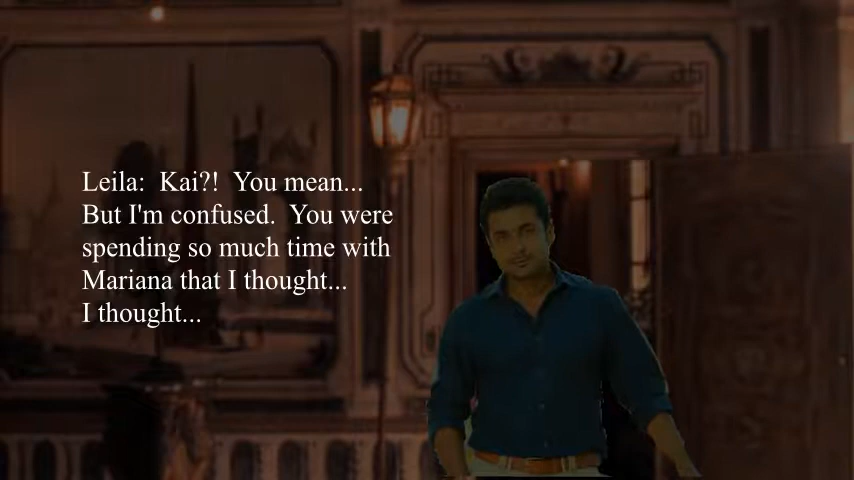 Leila:  Kai?!  You mean...
But I'm confused.  You were
spending so much time with
Mariana that I thought...
I thought...